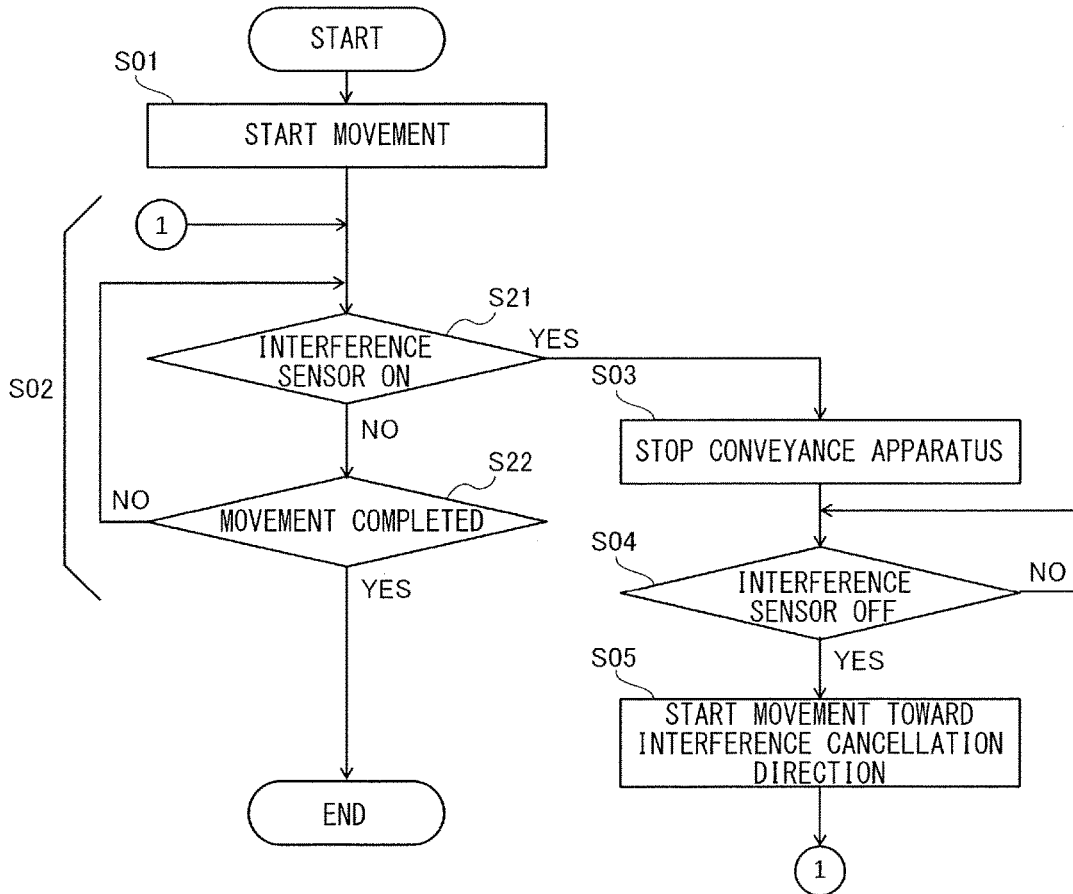 START
S01
START MOVEMENT
1
S21
INTERFERENCE
SENSOR ON
YES
S02
NO
S22
NO
MOVEMENT COMPLETED
YES
END
S03
STOP CONVEYANCE APPARATUS
S04
INTERFERENCE
SENSOR OFF
NO
YES
S05
START MOVEMENT TOWARD
INTERFERENCE CANCELLATION
DIRECTION
1